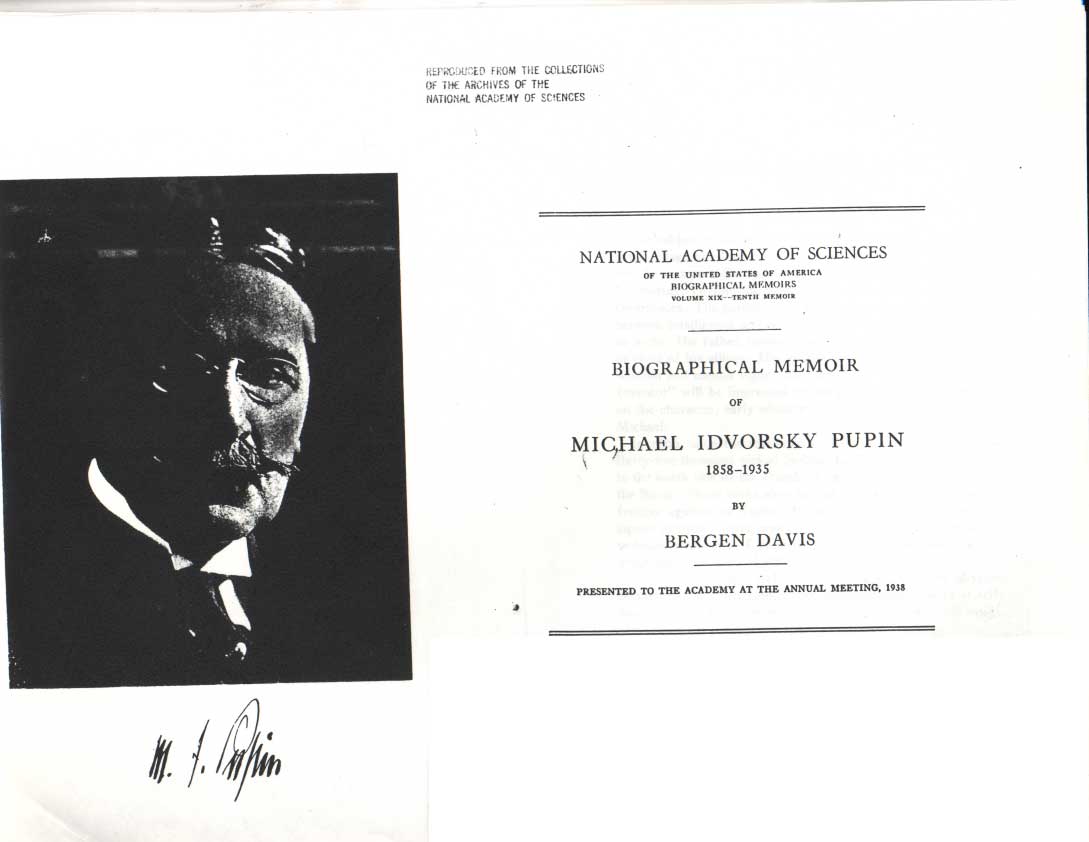 REPRODUCED FROM THE COLLECTIONS
OF THE ARCHIVES OF THE
NATIONAL ACADEMY OF SCIENCES
NATIONAL ACADEMY OF SCIENCES
OF THE UNITED STATES OF AMERICA
BIOGRAPHICAL MEMOIRS
VOLUME XIX--TENTH MEMOIR
BIOGRAPHICAL MEMOIR
OF
MICHAEL IDVORSKY PUPIN
1858–1935
BY
BERGEN DAVIS
PRESENTED TO THE ACADEMY AT THE ANNUAL MEETING, 1938
M. I. Pupin